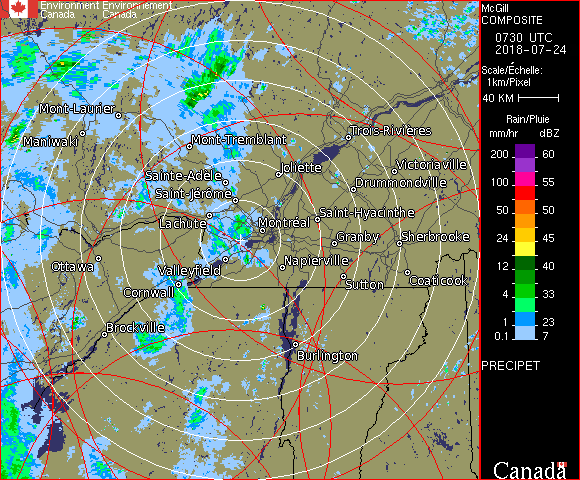 Environment Environnement
Canada Canada
McGill
COMPOSITE
0730 UTC
2018-07-24
Scale/Échelle:
1km/Pixel
40 KM
Rain/Pluie
mm/hr dBZ
200 60
100 55
50 50
24 45
12 40
4 33
1 23
0.1 7
PRECIPET
Canada
Mont-Laurier
Maniwaki
Mont-Tremblant
Trois-Rivières
Sainte-Adèle
Joliette
Victoriaville
Saint-Jérôme
Drummondville
Lachute
Montréal
Saint-Hyacinthe
Granby
Sherbrooke
Ottawa
Valleyfield
Napierville
Cornwall
Sutton
Coaticook
Brockville
Burlington